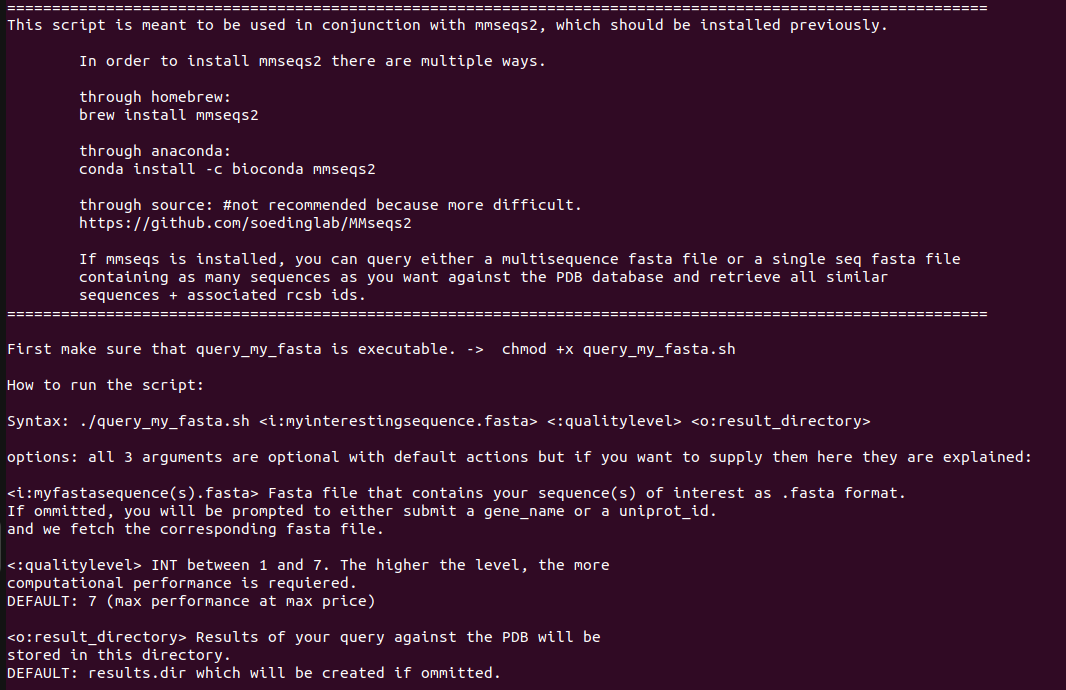 =============================================================================================================
This script is meant to be used in conjunction with mmseqs2, which should be installed previously.
In order to install mmseqs2 there are multiple ways.
through homebrew:
brew install mmseqs2
through anaconda:
conda install -c bioconda mmseqs2
through source: #not recommended because more difficult.
https://github.com/soedinglab/MMseqs2
If mmseqs is installed, you can query either a multisequence fasta file or a single seq fasta file
containing as many sequences as you want against the PDB database and retrieve all similar
sequences + associated rcsb ids.
=============================================================================================================
First make sure that query_my_fasta is executable. ->  chmod +x query_my_fasta.sh
How to run the script:
Syntax: ./query_my_fasta.sh <i:myinterestingsequence.fasta> <:qualitylevel> <o:result_directory>
options: all 3 arguments are optional with default actions but if you want to supply them here they are explained:
<i:myfastasequence(s).fasta> Fasta file that contains your sequence(s) of interest as .fasta format.
If ommitted, you will be prompted to either submit a gene_name or a uniprot_id.
and we fetch the corresponding fasta file.
<:qualitylevel> INT between 1 and 7. The higher the level, the more
computational performance is requiered.
DEFAULT: 7 (max performance at max price)
<o:result_directory> Results of your query against the PDB will be
stored in this directory.
DEFAULT: results.dir which will be created if ommitted.